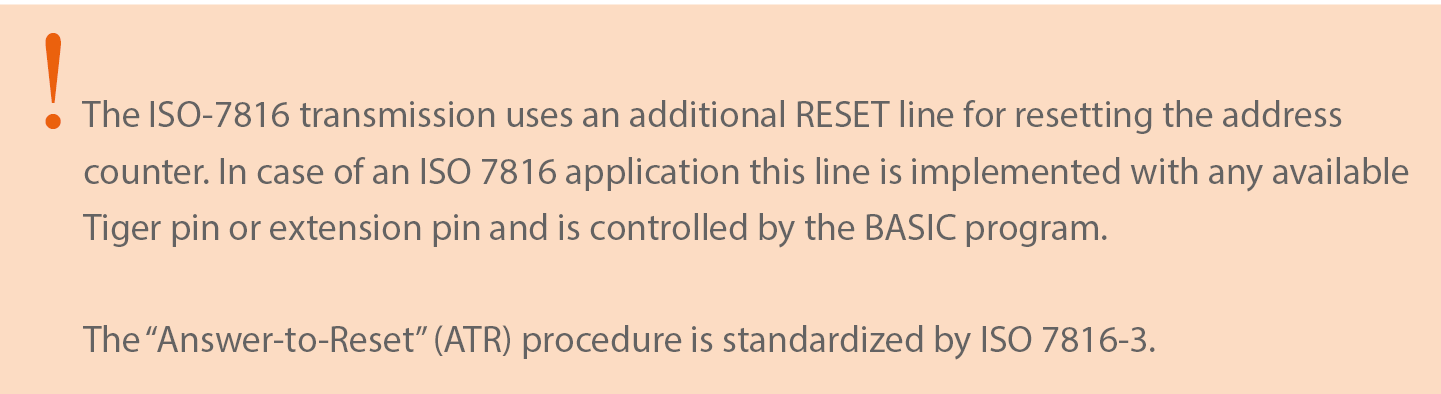 !
The ISO-7816 transmission uses an additional RESET line for resetting the address
counter. In case of an ISO 7816 application this line is implemented with any available
Tiger pin or extension pin and is controlled by the BASIC program.
The “Answer-to-Reset” (ATR) procedure is standardized by ISO 7816-3.